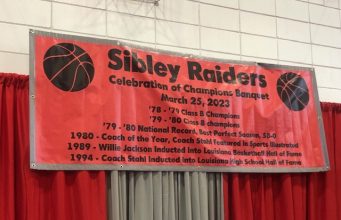 Sibley Raiders
Celebration of Champions Banquet
March 25, 2023
'78 - '79 Class B Champions
'79 - '80 Class B champions
'79 - '80 National Record, Best Perfect Season, 58-0
1980 - Coach of the Year, Coach Stahl Featured in Sports Illustrated
1989 - Willie Jackson Inducted Into Louisiana Basketball Hall of Fame
1994 - Coach Stahl Inducted into Louisiana High School Hall of Fame